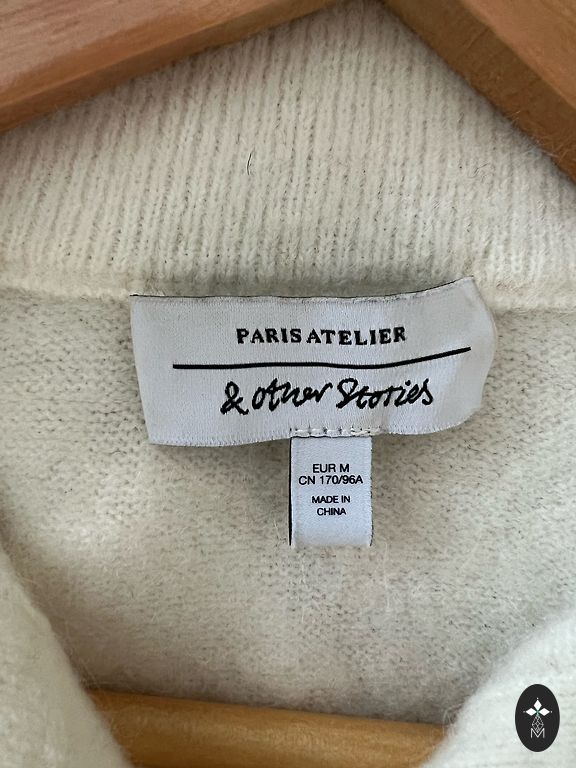 PARIS ATELIER
& other Stories
EUR M
CN 170/96A
MADE IN
CHINA
M